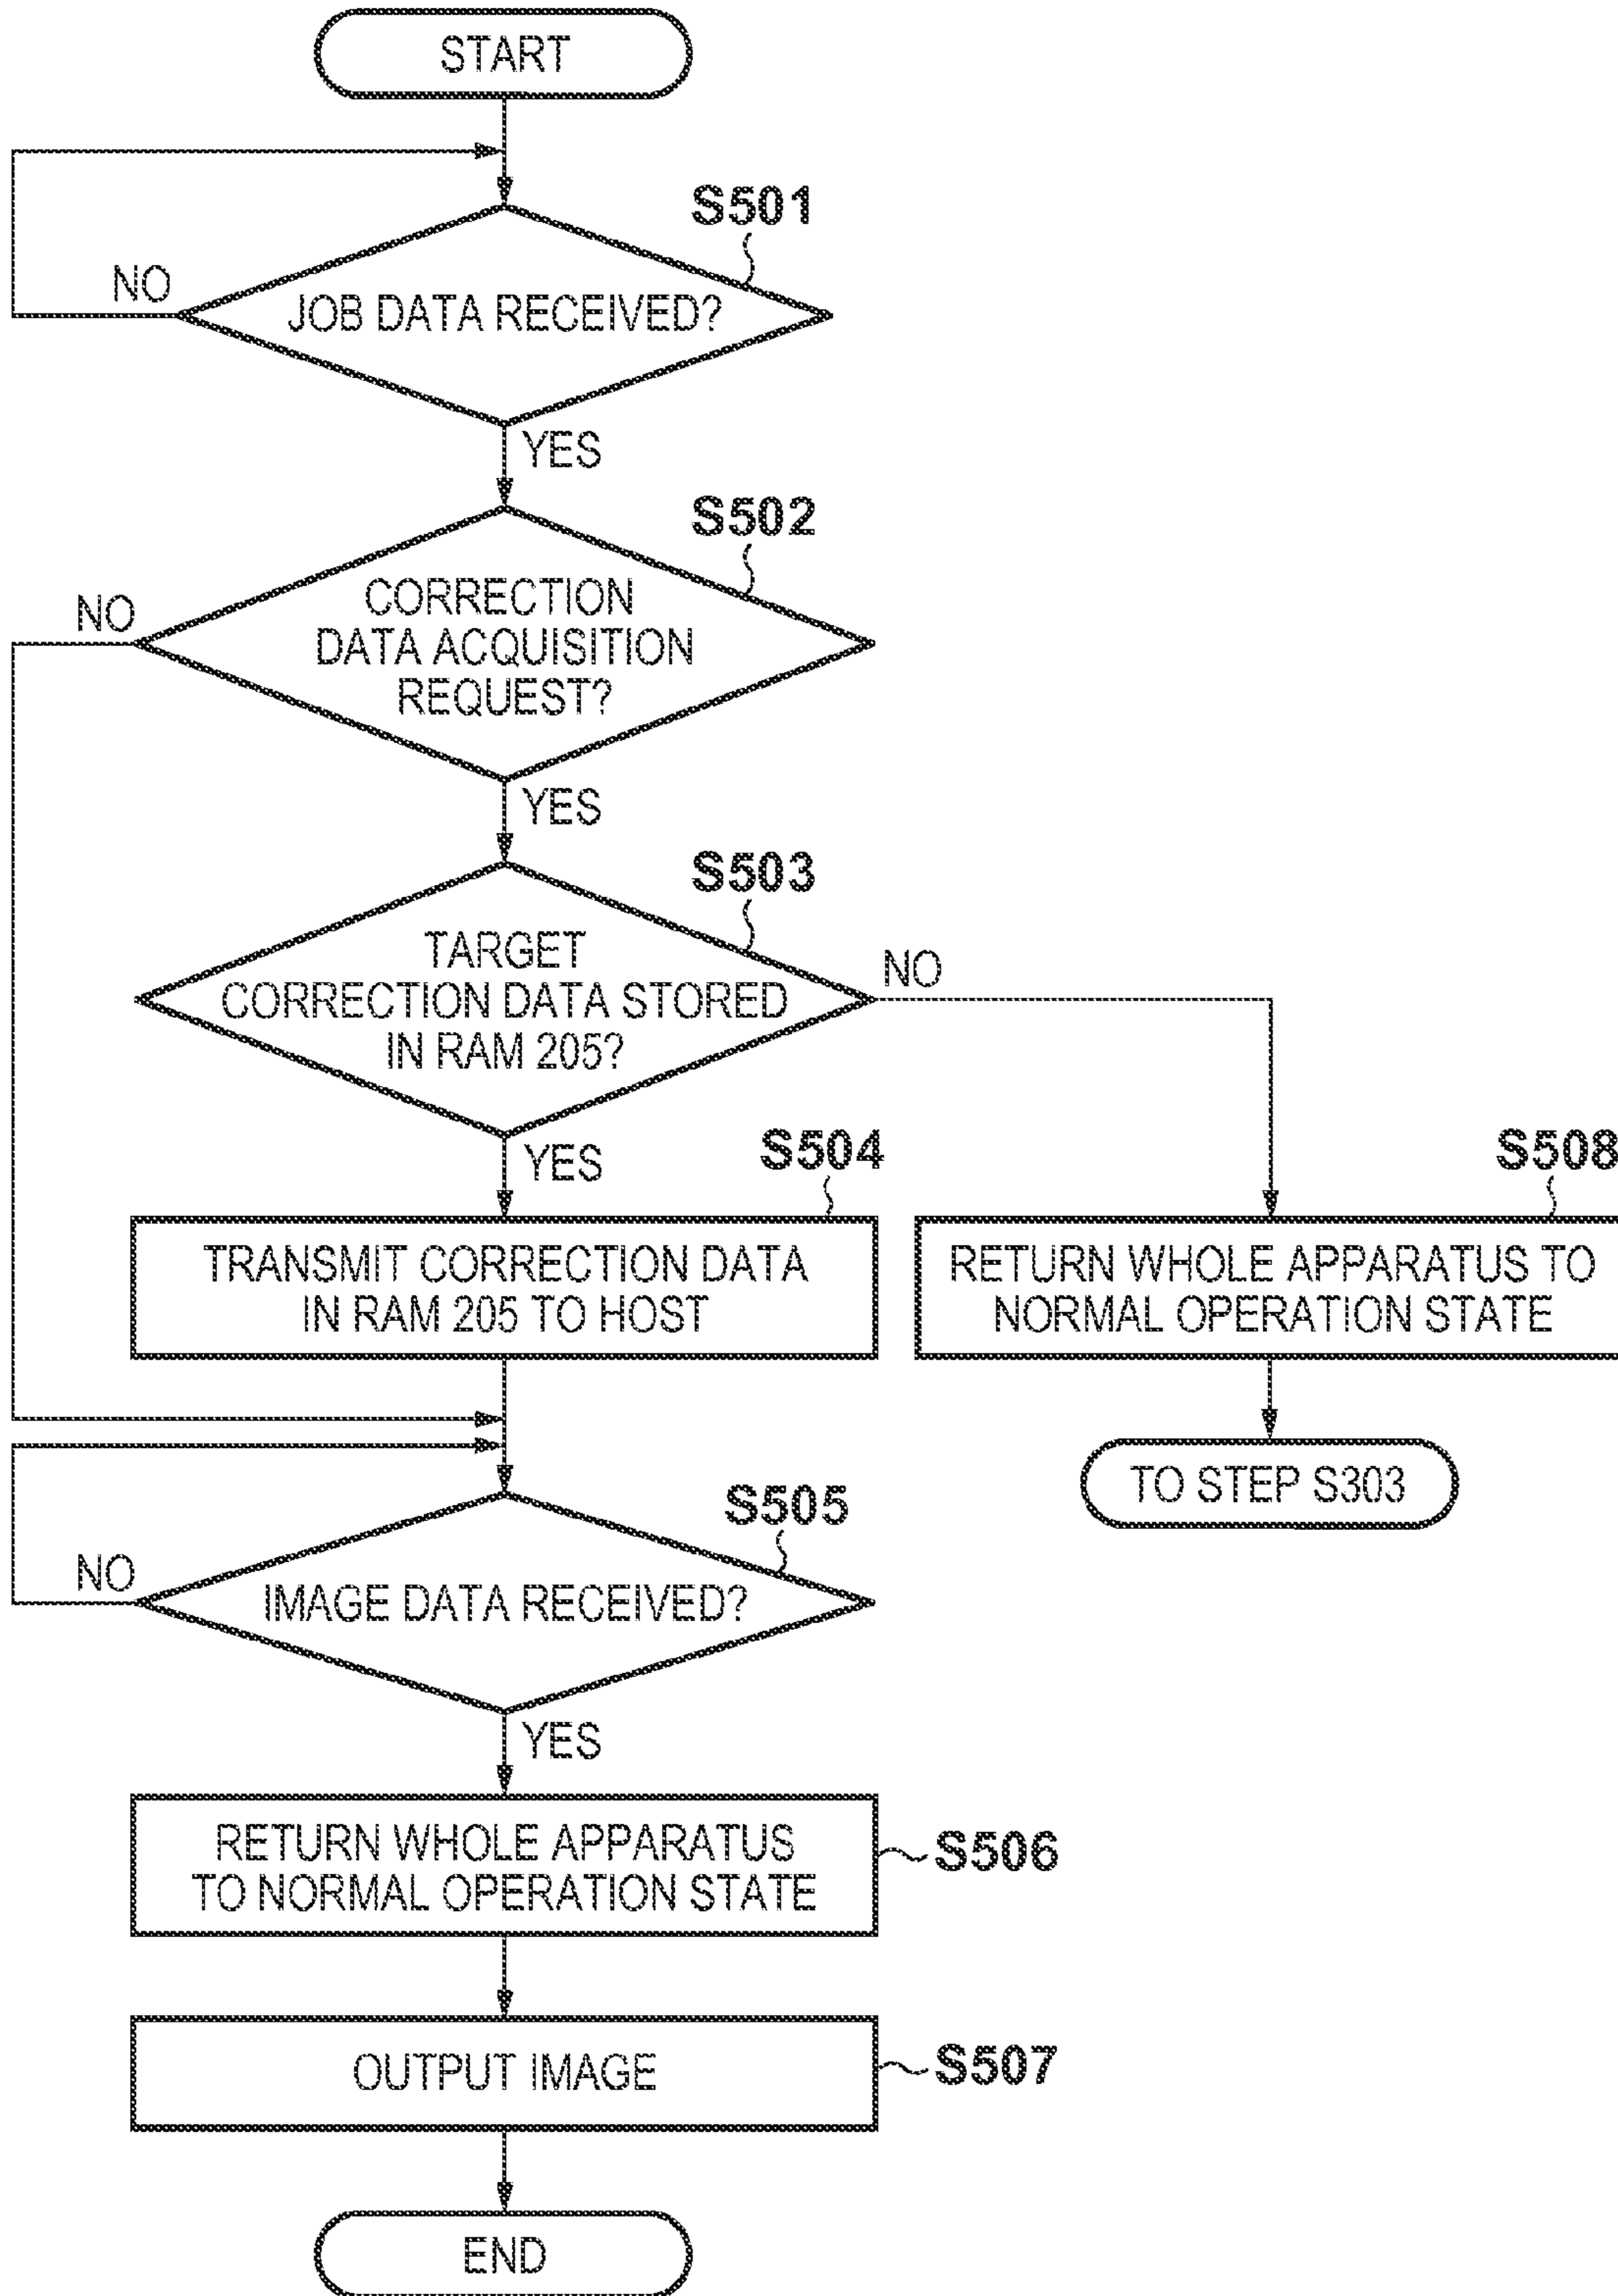 START
S501
NO
JOB DATA RECEIVED?
YES
S502
NO
CORRECTION
DATA ACQUISITION
REQUEST?
YES
S503
TARGET
CORRECTION DATA STORED
IN RAM 205?
NO
YES
S504
TRANSMIT CORRECTION DATA
IN RAM 205 TO HOST
S508
RETURN WHOLE APPARATUS TO
NORMAL OPERATION STATE
TO STEP S303
S505
NO
IMAGE DATA RECEIVED?
YES
RETURN WHOLE APPARATUS
TO NORMAL OPERATION STATE
S506
OUTPUT IMAGE
S507
END